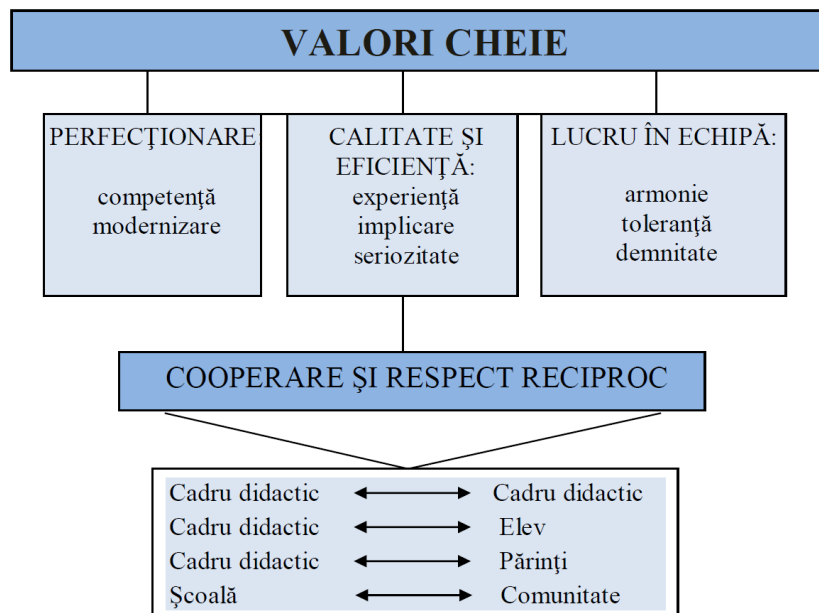 VALORI CHEIE
PERFECŢIONARE:
competenţă
modernizare
CALITATE ŞI
EFICIENŢĂ:
experienţă
implicare
seriozitate
LUCRU ÎN ECHIPĂ:
armonie
toleranţă
demnitate
COOPERARE ŞI RESPECT RECIPROC
Cadru didactic Cadru didactic
Cadru didactic Elev
Cadru didactic Părinţi
Şcoală Comunitate